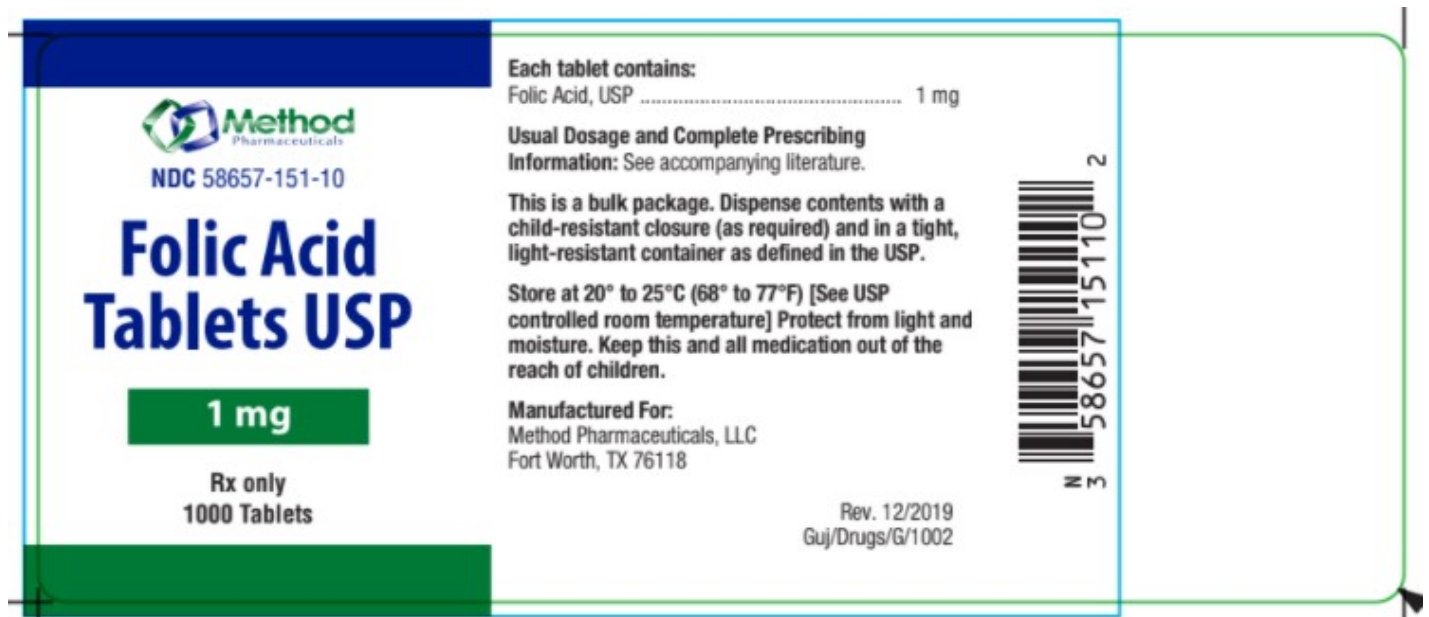 Method
Pharmaceuticals
NDC 58657-151-10
Folic Acid
Tablets USP
1 mg
Rx only
1000 Tablets
Each tablet contains:
Folic Acid, USP ................................................ 1 mg
Usual Dosage and Complete Prescribing
Information: See accompanying literature.
This is a bulk package. Dispense contents with a
child-resistant closure (as required) and in a tight,
light-resistant container as defined in the USP.
Store at 20° to 25°C (68° to 77°F) [See USP
controlled room temperature] Protect from light and
moisture. Keep this and all medication out of the
reach of children.
Manufactured For:
Method Pharmaceuticals, LLC
Fort Worth, TX 76118
Rev. 12/2019
Guj/Drugs/G/1002
N
3 58657 15110 2